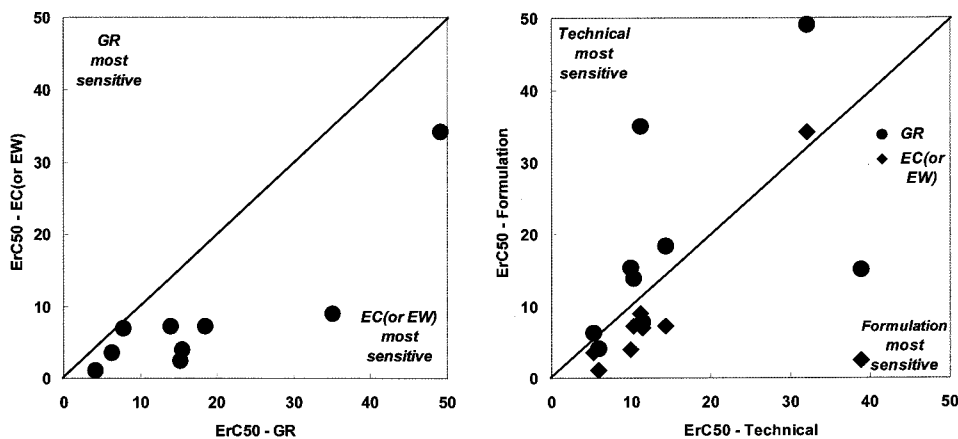 50
40
30
20
10
0
ErC50 - EC(or EW)
GR
most
sensitive
EC(or EW)
most
sensitive
0 10 20 30 40 50
ErC50 - GR
50
40
30
20
10
0
ErC50 - Formulation
Technical
most
sensitive
GR
EC(or
EW)
Formulation
most
sensitive
0 10 20 30 40 50
ErC50 - Technical